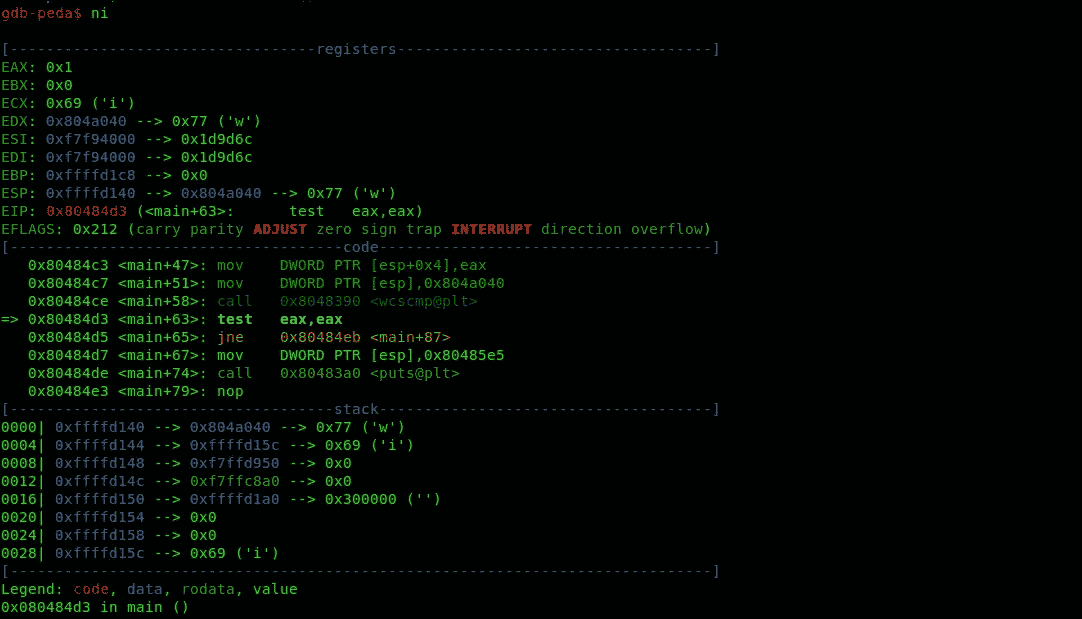 gdb-peda$ ni
[----------------------------------registers-----------------------------------]
EAX: 0x1
EBX: 0x0
ECX: 0x69 ('i')
EDX: 0x804a040 --> 0x77 ('w')
ESI: 0xf7f94000 --> 0x1d9d6c
EDI: 0xf7f94000 --> 0x1d9d6c
EBP: 0xffffd1c8 --> 0x0
ESP: 0xffffd140 --> 0x804a040 --> 0x77 ('w')
EIP: 0x80484d3 (<main+63>:      test   eax,eax)
EFLAGS: 0x212 (carry parity ADJUST zero sign trap INTERRUPT direction overflow)
[-------------------------------------code-------------------------------------]
   0x80484c3 <main+47>: mov    DWORD PTR [esp+0x4],eax
   0x80484c7 <main+51>: mov    DWORD PTR [esp],0x804a040
   0x80484ce <main+58>: call   0x8048390 <wcscmp@plt>
=> 0x80484d3 <main+63>: test   eax,eax
   0x80484d5 <main+65>: jne    0x80484eb <main+87>
   0x80484d7 <main+67>: mov    DWORD PTR [esp],0x80485e5
   0x80484de <main+74>: call   0x80483a0 <puts@plt>
   0x80484e3 <main+79>: nop
[------------------------------------stack-------------------------------------]
0000| 0xffffd140 --> 0x804a040 --> 0x77 ('w')
0004| 0xffffd144 --> 0xffffd15c --> 0x69 ('i')
0008| 0xffffd148 --> 0xf7ffd950 --> 0x0
0012| 0xffffd14c --> 0xf7ffc8a0 --> 0x0
0016| 0xffffd150 --> 0xffffd1a0 --> 0x300000 ('')
0020| 0xffffd154 --> 0x0
0024| 0xffffd158 --> 0x0
0028| 0xffffd15c --> 0x69 ('i')
[------------------------------------------------------------------------------]
Legend: code, data, rodata, value
0x080484d3 in main ()